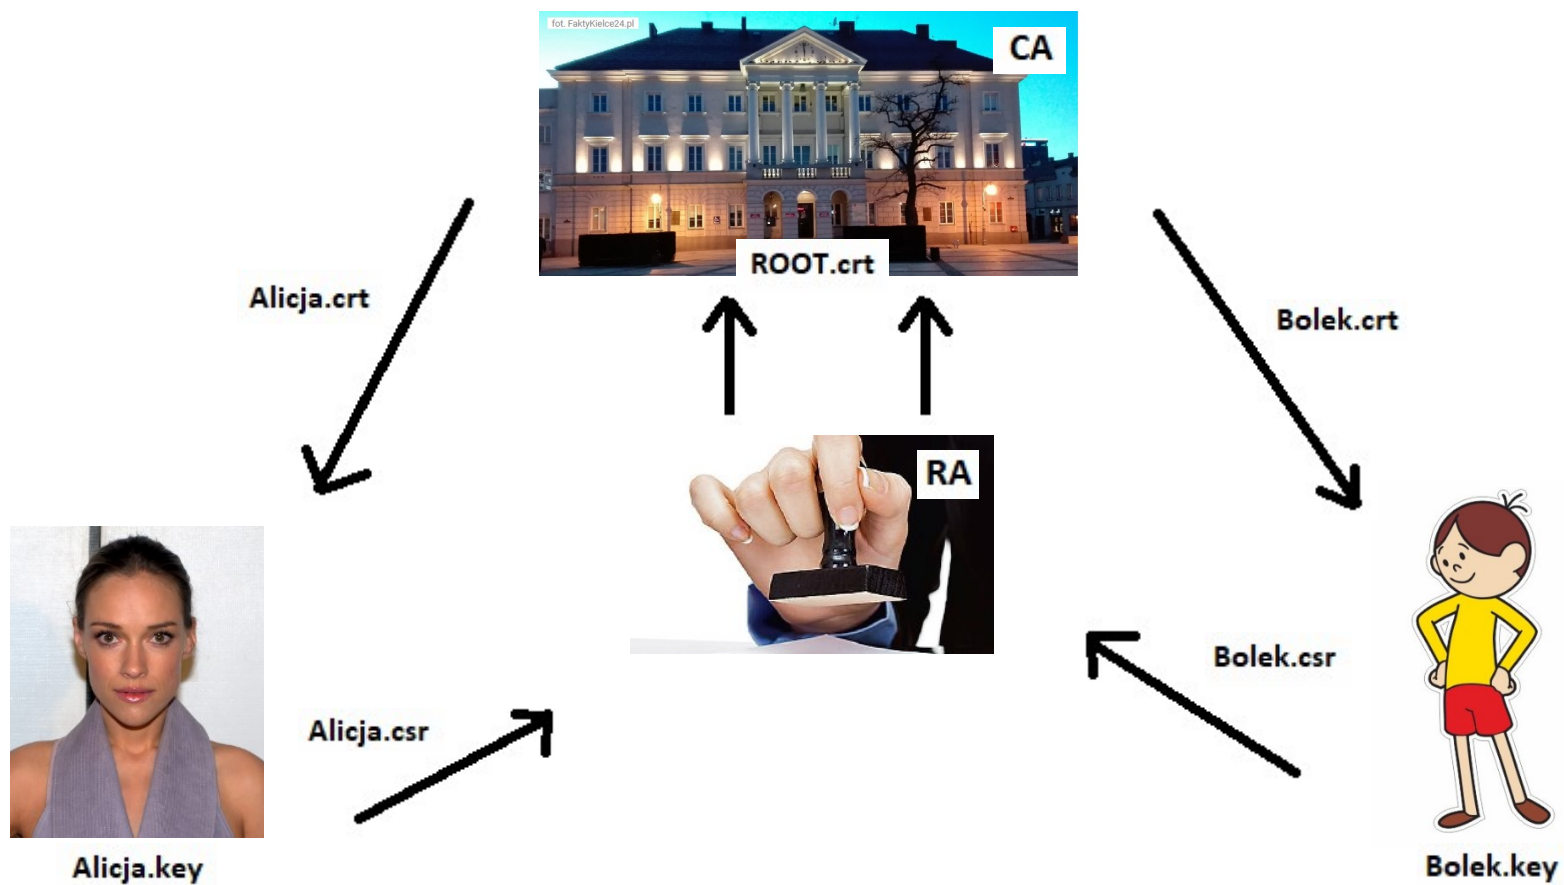 fot. FaktyKielce24.pl
CA
ROOT.crt
Alicja.crt
Bolek.crt
RA
Alicja.csr
Bolek.csr
Alicja.key
Bolek.key